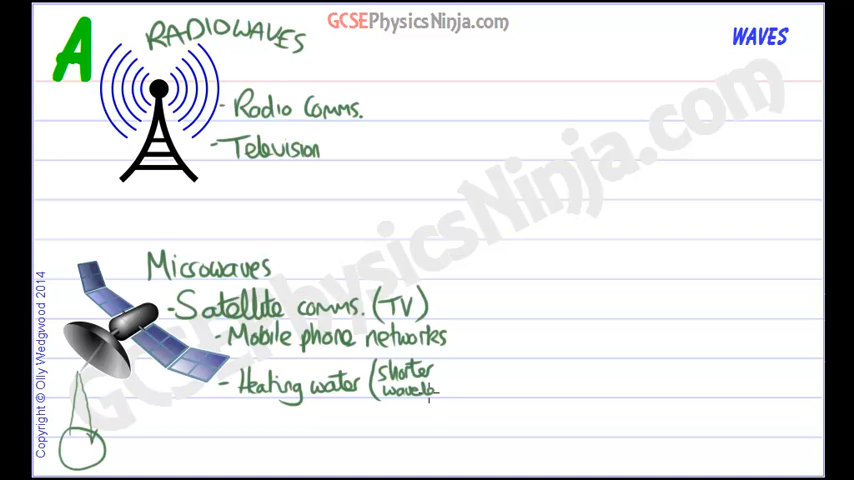 GCSEPhysicsNinja.com
WAVES
A
RADIOWAVES
- Radio Comms.
- Television
GCSEPhysicsNinja.com
Microwaves
- Satellite comms. (TV)
- Mobile phone networks
- Heating water (shorter
Copyright © Olly Wedgwood 2014